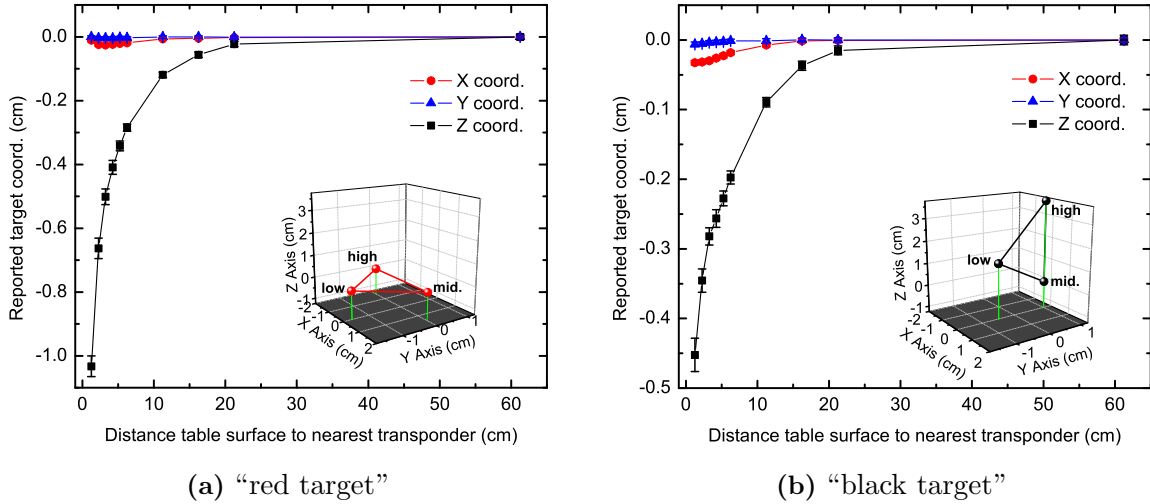 0.0
-0.2
-0.4
-0.6
-0.8
-1.0
Reported target coord. (cm)
X coord.
Y coord.
Z coord.
3
2
1
0
-1
-2
Z Axis (cm)
high
low
mid.
-2
-1
0
1
2
X Axis (cm)
-1
0
1
Y Axis (cm)
0
10
20
30
40
50
60
Distance table surface to nearest transponder (cm)
(a) “red target”
0.0
-0.1
-0.2
-0.3
-0.4
-0.5
Reported target coord. (cm)
X coord.
Y coord.
Z coord.
3
2
1
0
-1
-2
Z Axis (cm)
high
low
mid.
-2
-1
0
1
2
X Axis (cm)
-1
0
1
Y Axis (cm)
0
10
20
30
40
50
60
Distance table surface to nearest transponder (cm)
(b) “black target”